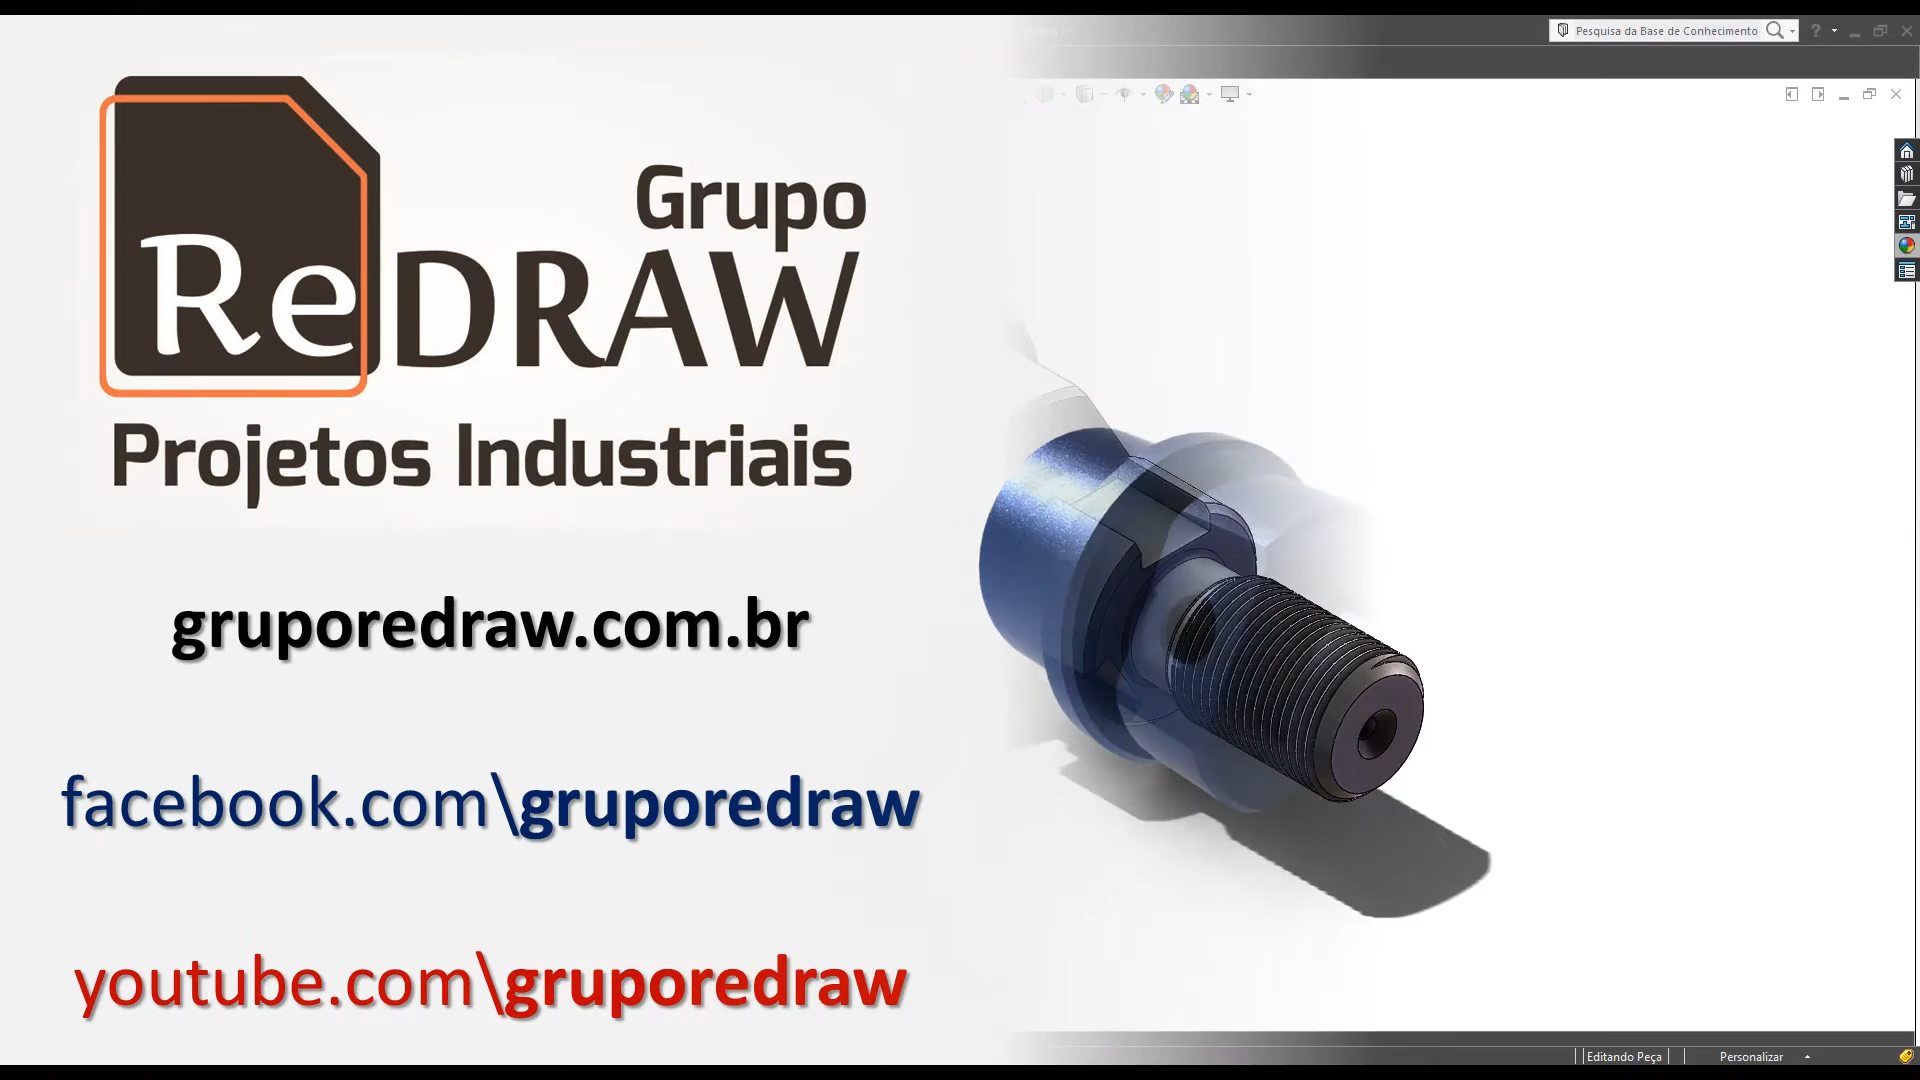 Pesquisa da Base de Conhecimento
?
Grupo
ReDRAW
Projetos Industriais
gruporedraw.com.br
facebook.com\gruporedraw
youtube.com\gruporedraw
Editando Peça
Personalizar